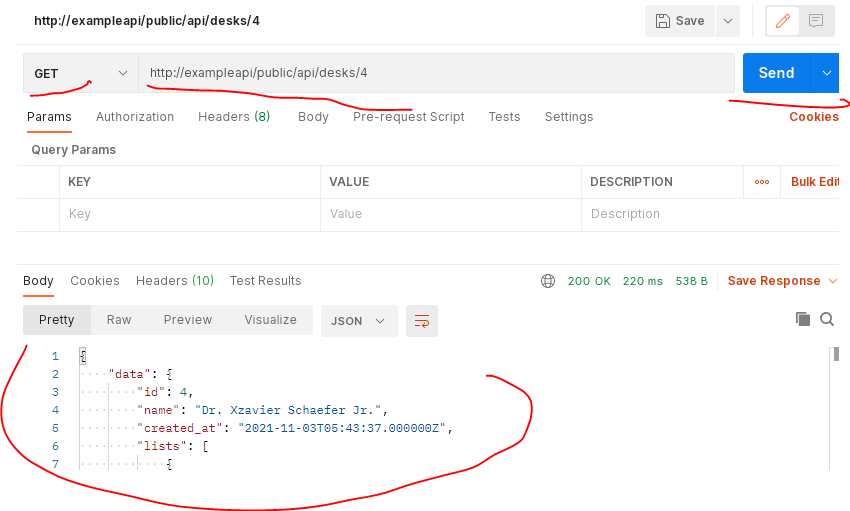 http://exampleapi/public/api/desks/4
Save
GET
http://exampleapi/public/api/desks/4
Send
Params Authorization Headers (8) Body Pre-request Script Tests Settings Cookies
Query Params
KEY VALUE DESCRIPTION ooo Bulk Edit
Key Value Description
Body Cookies Headers (10) Test Results 200 OK 220 ms 538 B Save Response
Pretty Raw Preview Visualize JSON
1 {
2 "data": {
3 "id": 4,
4 "name": "Dr. Xzavier Schaefer Jr.",
5 "created_at": "2021-11-03T05:43:37.000000Z",
6 "lists": [
7 {